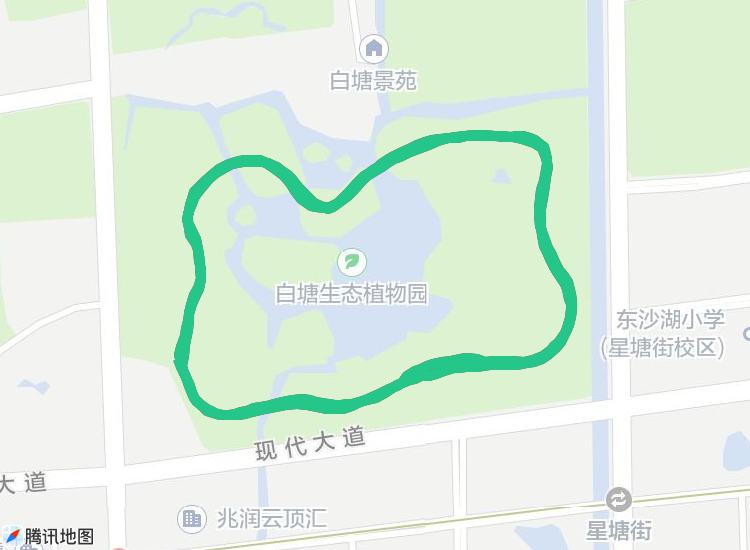 白塘景苑
白塘生态植物园
东沙湖小学
(星塘街校区)
现代大道
大道
兆润云顶汇
星塘街
腾讯地图